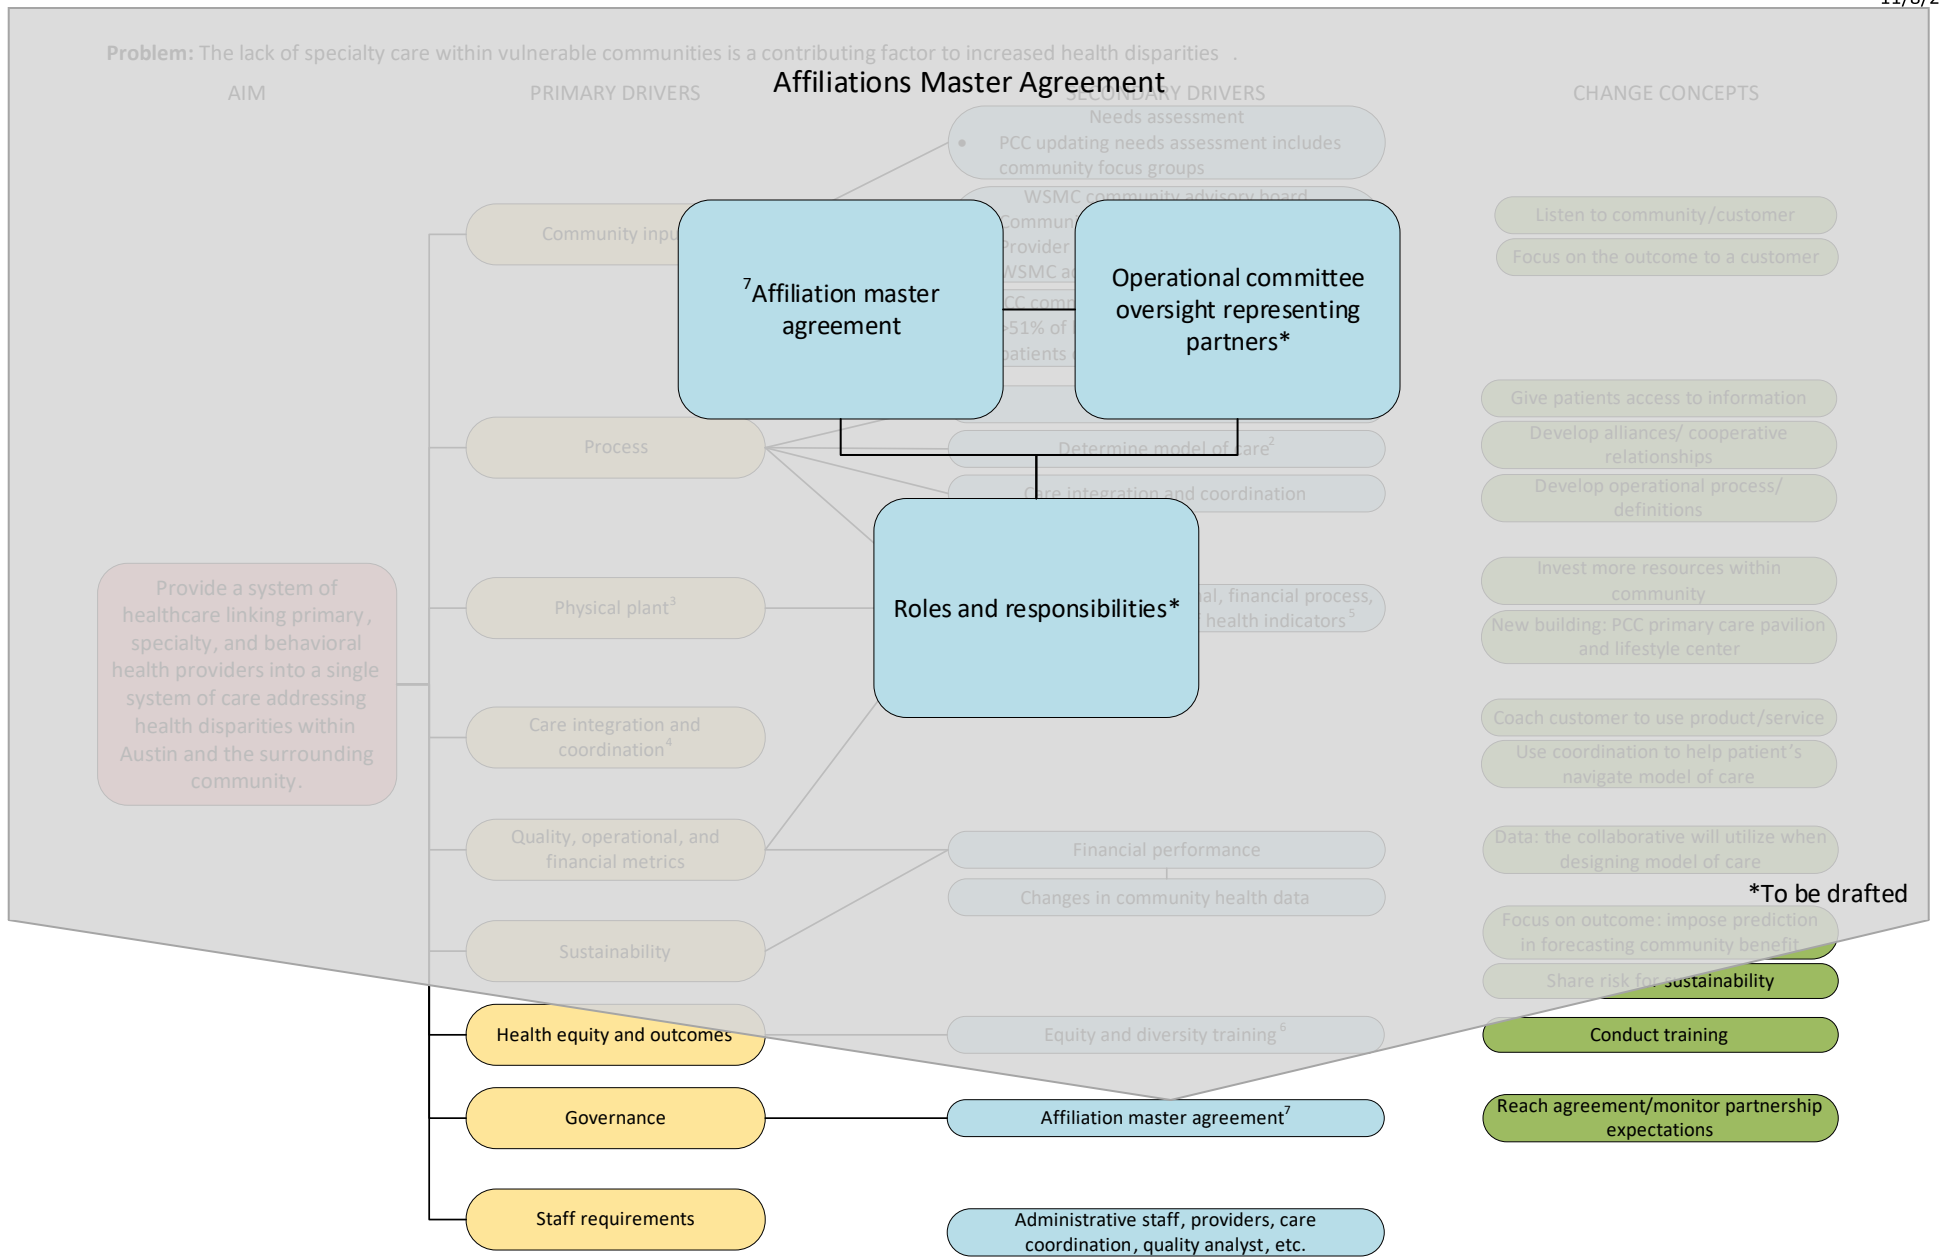 11/8/2
Problem: The lack of specialty care within vulnerable communities is a contributing factor to increased health disparities .
Affiliations Master Agreement
AIM
PRIMARY DRIVERS
SECONDARY DRIVERS
CHANGE CONCEPTS
Needs assessment
• PCC updating needs assessment includes
community focus groups
WSMC community advisory board
Provider
WSMC
>51% of
patients
Community
Listen to community/customer
Focus on the outcome to a customer
7Affiliation master
agreement
Operational committee
oversight representing
partners*
Process
Determine model of care2
Care integration and coordination
Give patients access to information
Develop alliances/ cooperative
relationships
Develop operational process/
definitions
Roles and responsibilities*
Provide a system of
healthcare linking primary,
specialty, and behavioral
health providers into a single
system of care addressing
health disparities within
Austin and the surrounding
community.
Physical plant3
financial process,
health indicators5
Invest more resources within
community
New building: PCC primary care pavilion
and lifestyle center
Care integration and
coordination4
Coach customer to use product/service
Use coordination to help patient's
navigate model of care
Quality, operational, and
financial metrics
Financial performance
Changes in community health data
Data: the collaborative will utilize when
designing model of care
*To be drafted
Sustainability
Focus on outcome: impose prediction
in forecasting community benefit
Share risk for sustainability
Health equity and outcomes
Equity and diversity training6
Conduct training
Governance
Affiliation master agreement7
Reach agreement/monitor partnership
expectations
Staff requirements
Administrative staff, providers, care
coordination, quality analyst, etc.